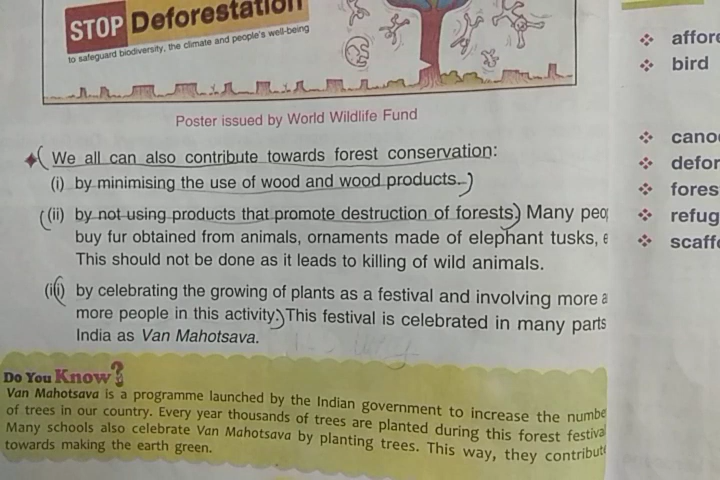 STOP Deforestation
to safeguard biodiversity, the climate and people's well-being
Poster issued by World Wildlife Fund
We all can also contribute towards forest conservation:
(i) by minimising the use of wood and wood products.
(ii) by not using products that promote destruction of forests. Many peop
buy fur obtained from animals, ornaments made of elephant tusks, e
This should not be done as it leads to killing of wild animals.
(iii) by celebrating the growing of plants as a festival and involving more a
more people in this activity. This festival is celebrated in many parts
India as Van Mahotsava.
Do You Know?
Van Mahotsava is a programme launched by the Indian government to increase the numbe
of trees in our country. Every year thousands of trees are planted during this forest festival
Many schools also celebrate Van Mahotsava by planting trees. This way, they contribute
towards making the earth green.
affore
bird
cano
defor
fores
refug
scaffo